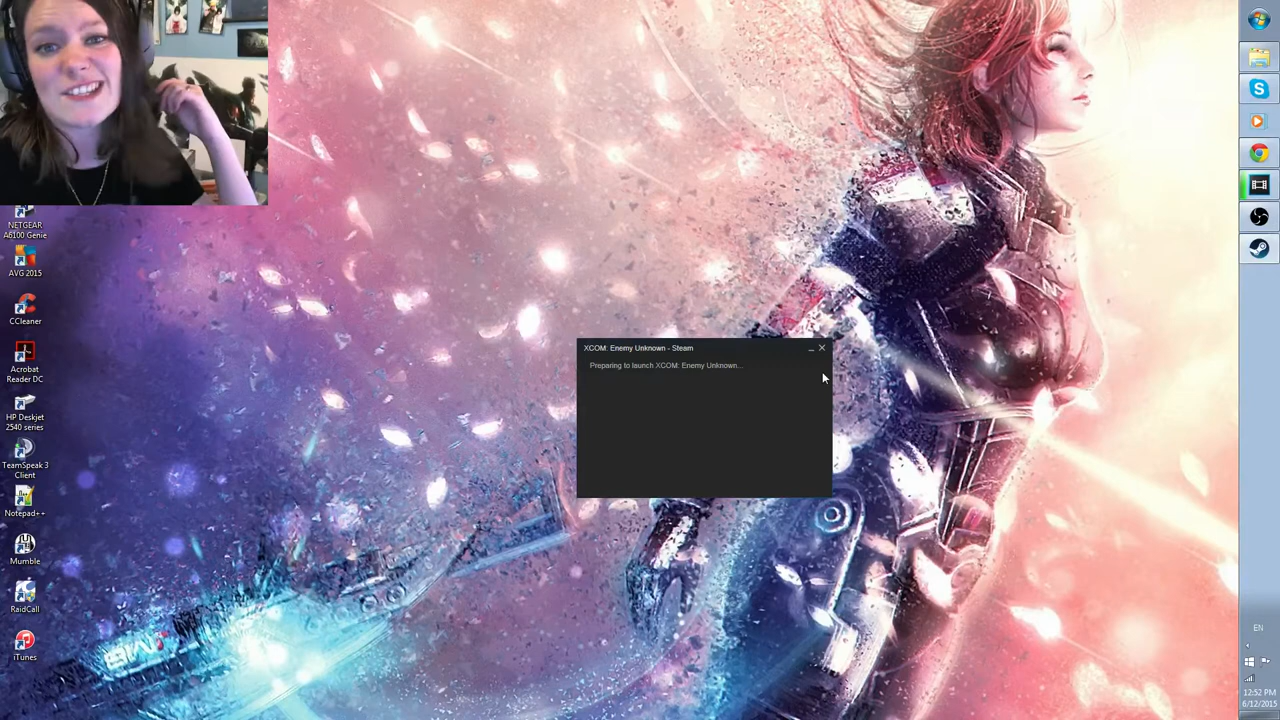 NETGEAR
A6100 Genie
AVG 2015
CCleaner
Acrobat
Reader DC
HP Deskjet
2540 series
TeamSpeak 3
Client
Notepad++
Mumble
RaidCall
iTunes
XCOM: Enemy Unknown - Steam
Preparing to launch XCOM: Enemy Unknown...
EN
12:52 PM
6/12/2015